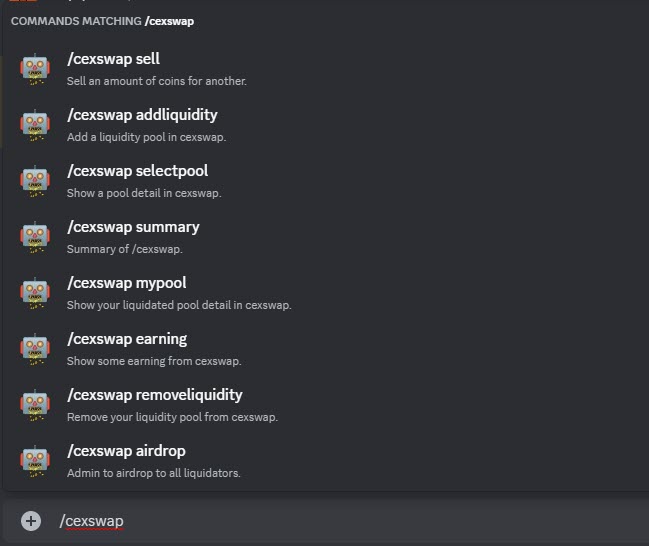 COMMANDS MATCHING /cexswap
/cexswap sell
Sell an amount of coins for another.
/cexswap addliquidity
Add a liquidity pool in cexswap.
/cexswap selectpool
Show a pool detail in cexswap.
/cexswap summary
Summary of /cexswap.
/cexswap mypool
Show your liquidated pool detail in cexswap.
/cexswap earning
Show some earning from cexswap.
/cexswap removeliquidity
Remove your liquidity pool from cexswap.
/cexswap airdrop
Admin to airdrop to all liquidators.
/cexswap